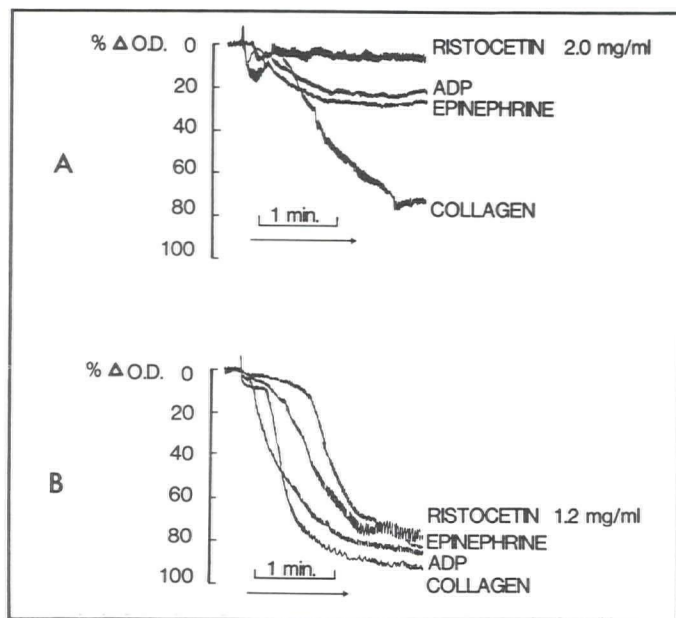 % Δ O.D.
0
20
40
60
80
100
RISTOCETIN 2.0 mg/ml
ADP
EPINEPHRINE
COLLAGEN
A
1 min.
% Δ O.D.
0
20
40
60
80
100
B
RISTOCETIN 1.2 mg/ml
EPINEPHRINE
ADP
COLLAGEN
1 min.